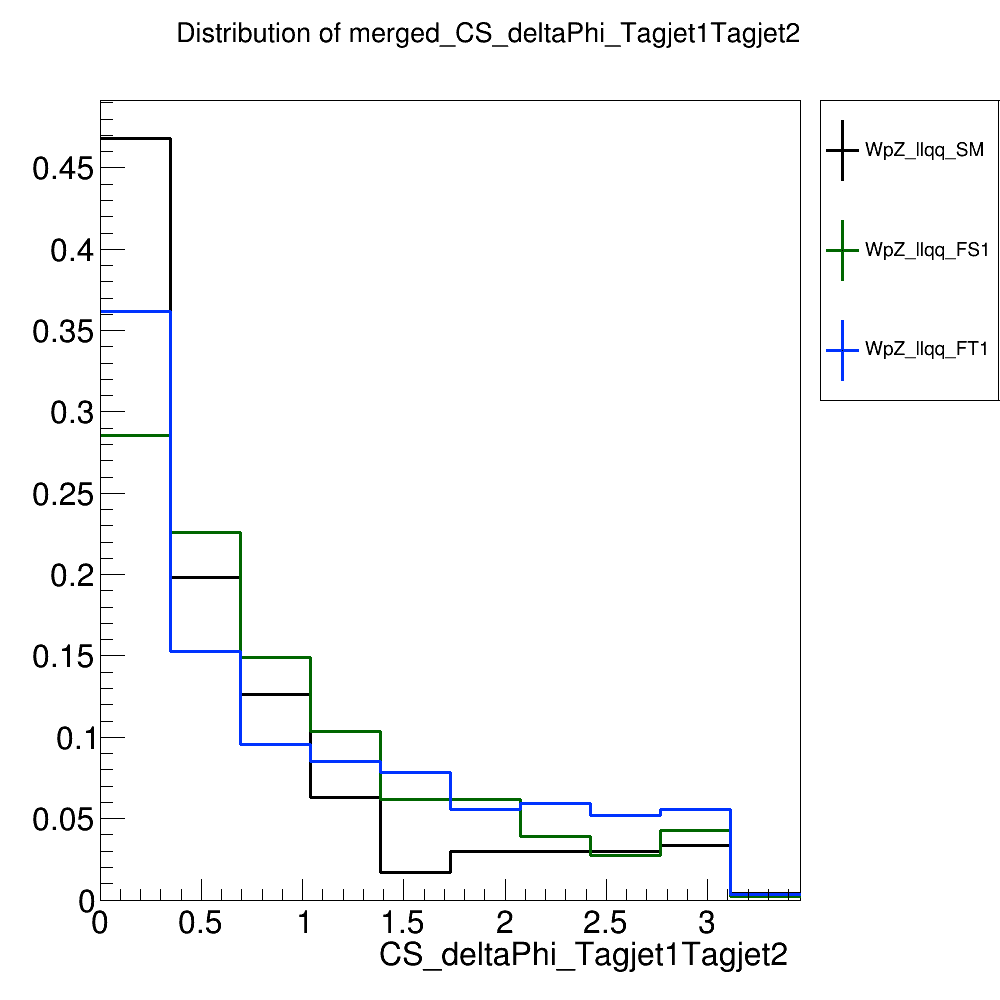 Distribution of merged_CS_deltaPhi_Tagjet1Tagjet2
WpZ_llqq_SM
WpZ_llqq_FS1
WpZ_llqq_FT1
0.45
0.4
0.35
0.3
0.25
0.2
0.15
0.1
0.05
0
0 0.5 1 1.5 2 2.5 3
CS_deltaPhi_Tagjet1Tagjet2